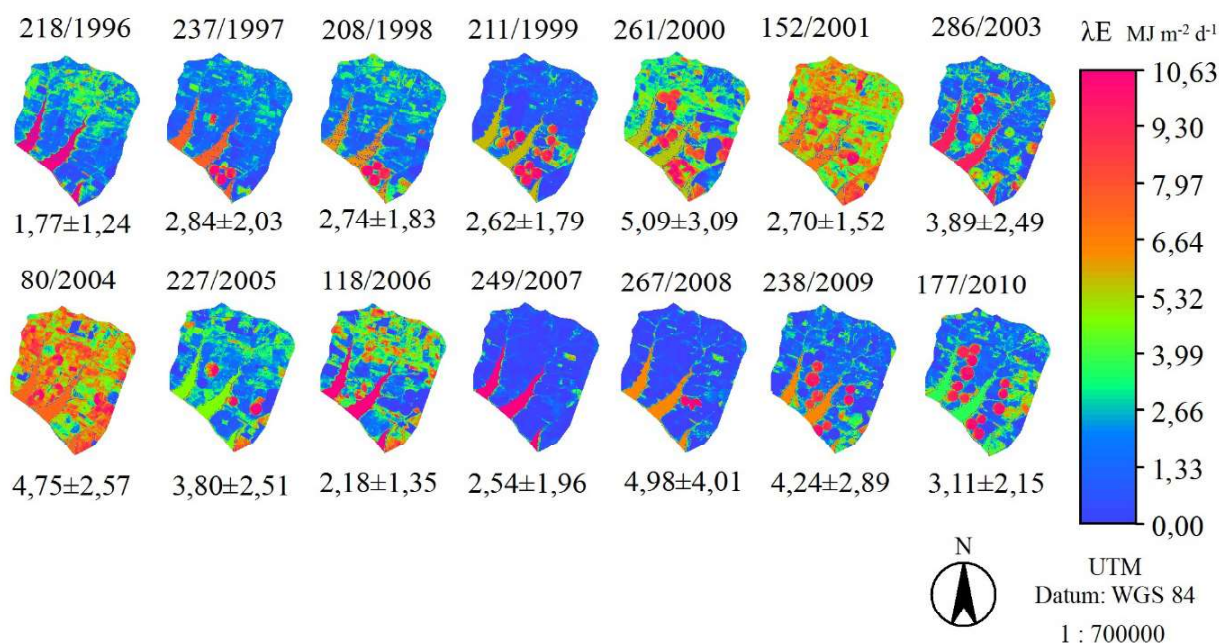 218/1996 237/1997 208/1998 211/1999 261/2000 152/2001 286/2003
λE MJ m⁻² d⁻¹
1,77±1,24 2,84±2,03 2,74±1,83 2,62±1,79 5,09±3,09 2,70±1,52 3,89±2,49
80/2004 227/2005 118/2006 249/2007 267/2008 238/2009 177/2010
4,75±2,57 3,80±2,51 2,18±1,35 2,54±1,96 4,98±4,01 4,24±2,89 3,11±2,15
10,63
9,30
7,97
6,64
5,32
3,99
2,66
1,33
0,00
N
UTM
Datum: WGS 84
1 : 700000